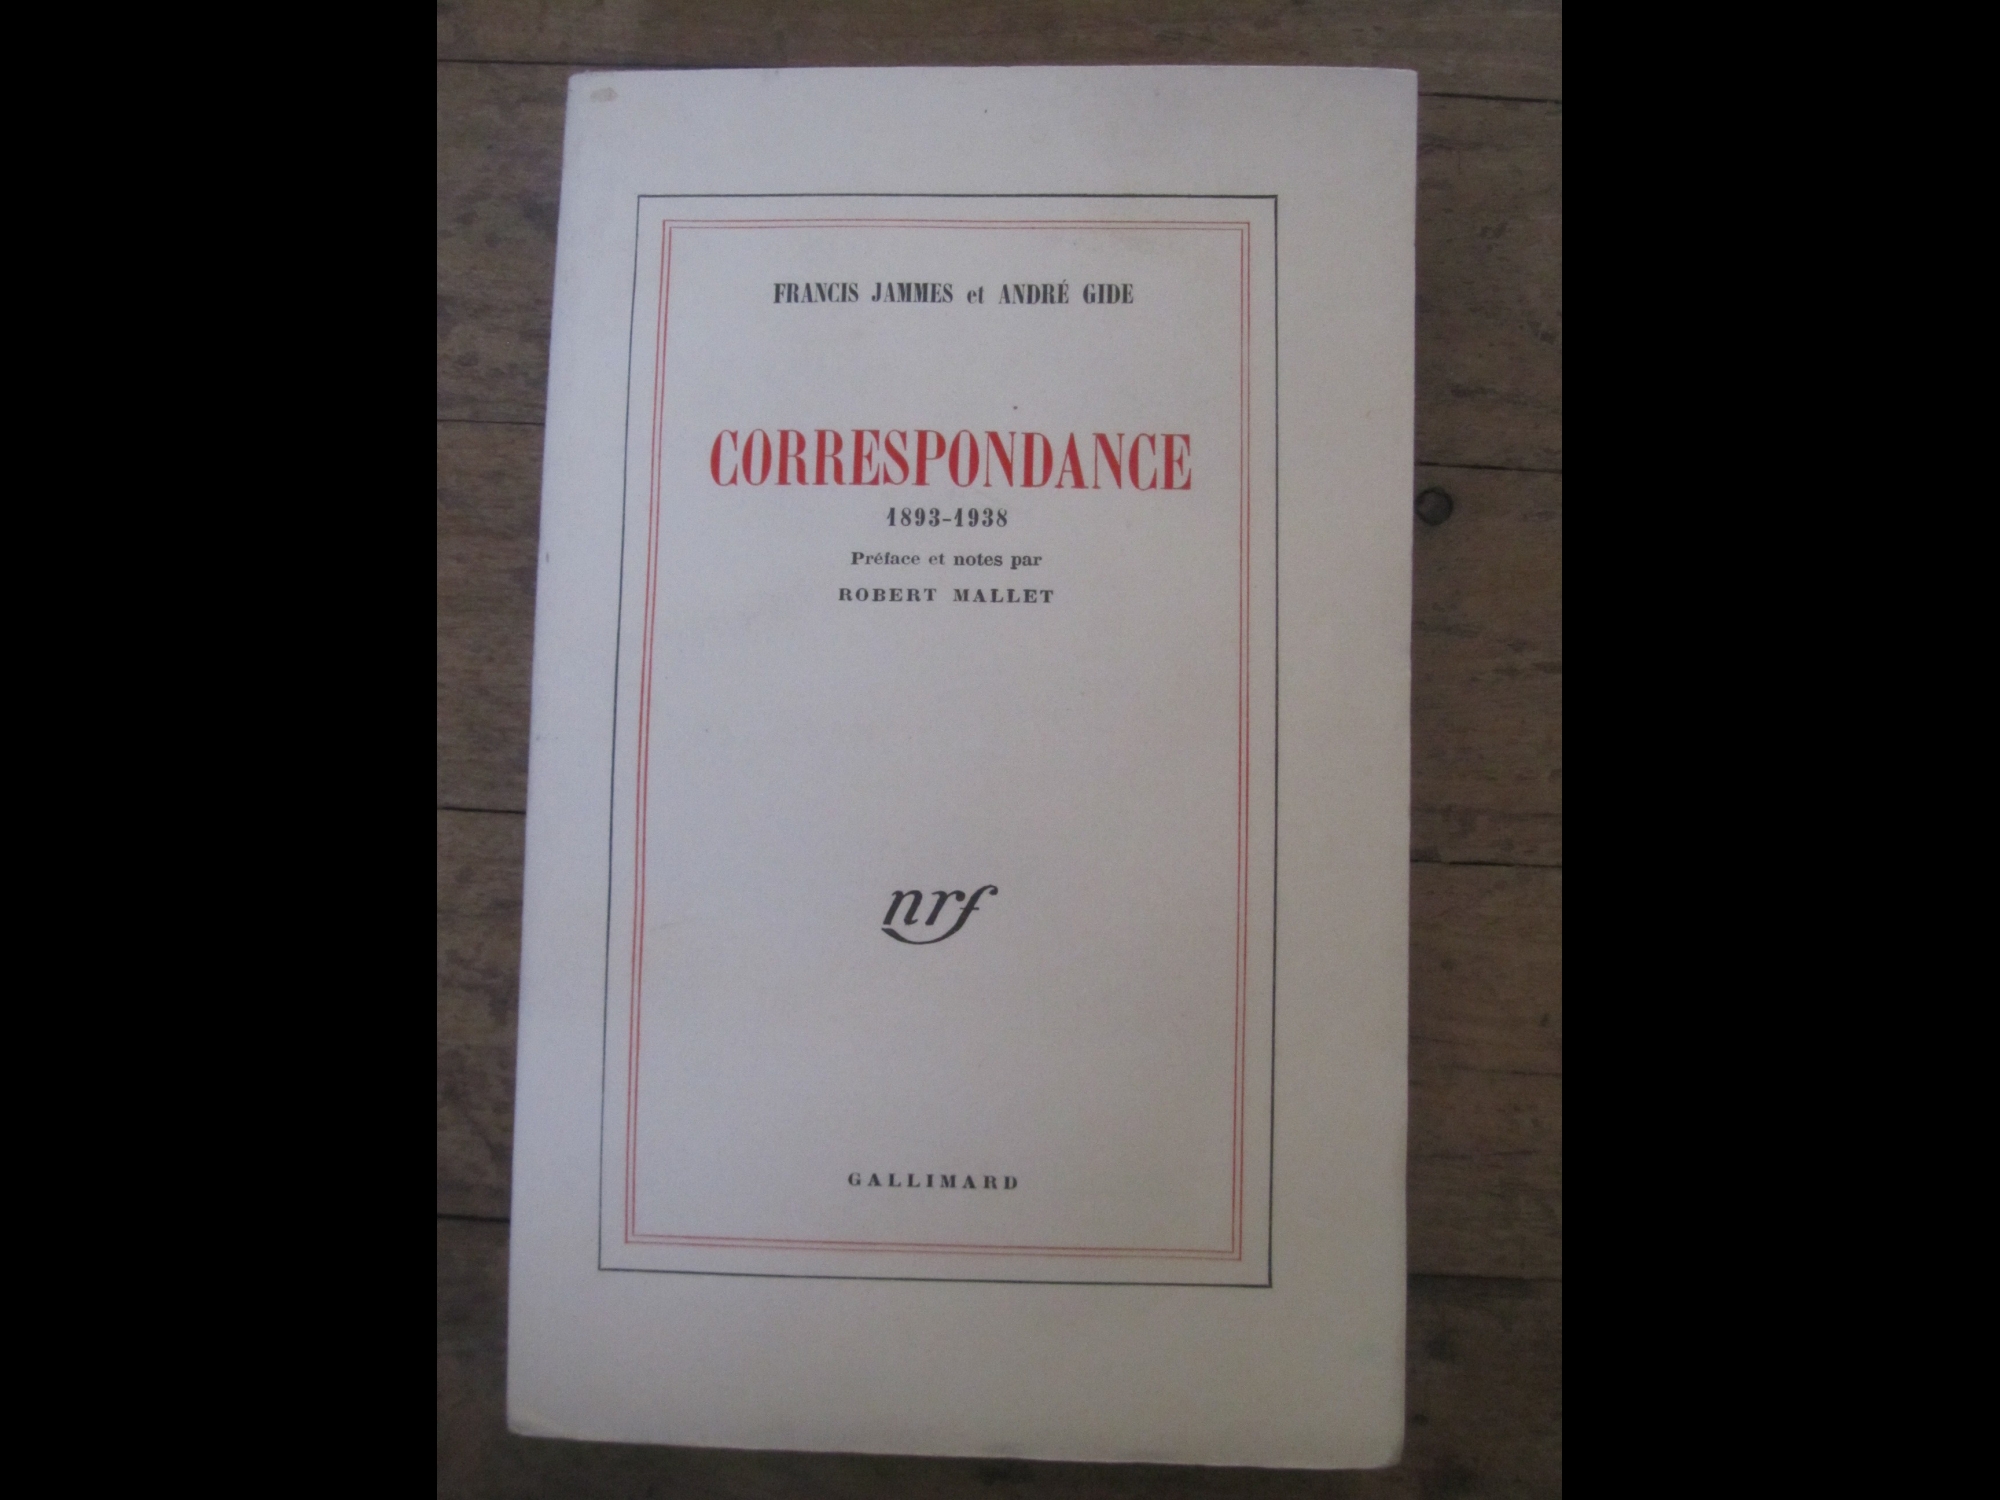 FRANCIS JAMMES et ANDRÉ GIDE
CORRESPONDANCE
1893-1938
Préface et notes par
ROBERT MALLET
nrf
GALLIMARD